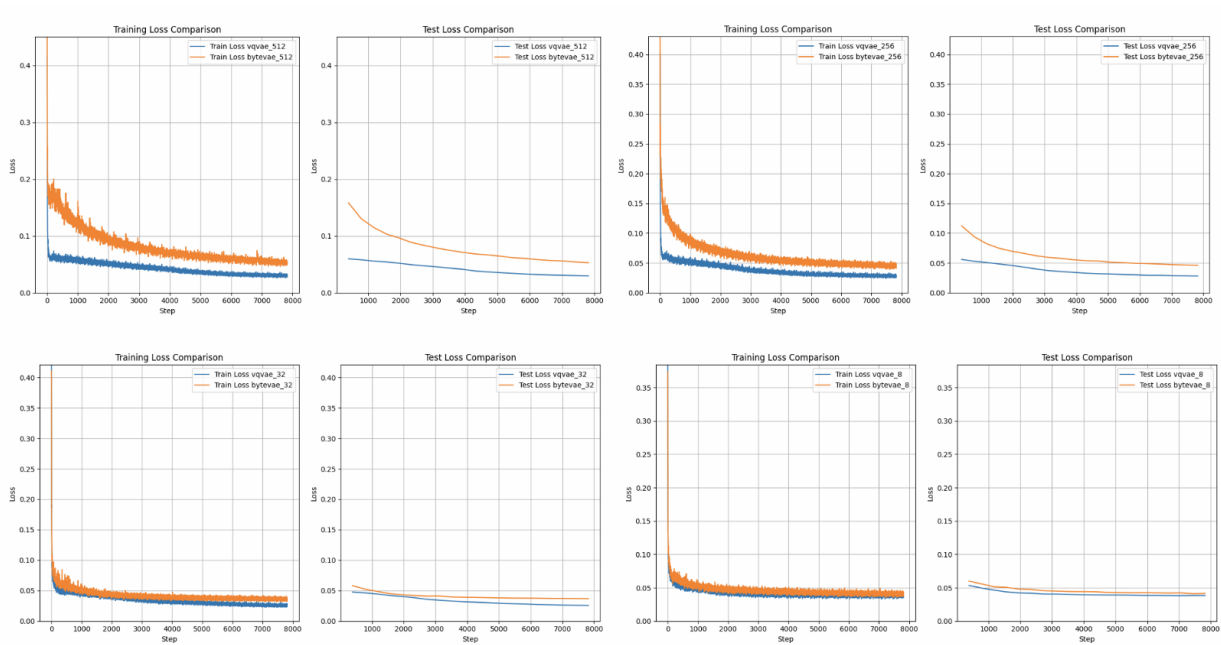 Training Loss Comparison
Train Loss vqvae_512
Train Loss bytevae_512
Loss
0.4
0.3
0.2
0.1
0.0
0 1000 2000 3000 4000 5000 6000 7000 8000
Step
Test Loss Comparison
Test Loss vqvae_512
Test Loss bytevae_512
Loss
0.4
0.3
0.2
0.1
0.0
1000 2000 3000 4000 5000 6000 7000 8000
Step
Training Loss Comparison
Train Loss vqvae_256
Train Loss bytevae_256
Loss
0.40
0.35
0.30
0.25
0.20
0.15
0.10
0.05
0.00
0 1000 2000 3000 4000 5000 6000 7000 8000
Step
Test Loss Comparison
Test Loss vqvae_256
Test Loss bytevae_256
Loss
0.40
0.35
0.30
0.25
0.20
0.15
0.10
0.05
0.00
1000 2000 3000 4000 5000 6000 7000 8000
Step
Training Loss Comparison
Train Loss vqvae_32
Train Loss bytevae_32
Loss
0.40
0.35
0.30
0.25
0.20
0.15
0.10
0.05
0.00
0 1000 2000 3000 4000 5000 6000 7000 8000
Step
Test Loss Comparison
Test Loss vqvae_32
Test Loss bytevae_32
Loss
0.40
0.35
0.30
0.25
0.20
0.15
0.10
0.05
0.00
1000 2000 3000 4000 5000 6000 7000 8000
Step
Training Loss Comparison
Train Loss vqvae_8
Train Loss bytevae_8
Loss
0.35
0.30
0.25
0.20
0.15
0.10
0.05
0.00
0 1000 2000 3000 4000 5000 6000 7000 8000
Step
Test Loss Comparison
Test Loss vqvae_8
Test Loss bytevae_8
Loss
0.35
0.30
0.25
0.20
0.15
0.10
0.05
0.00
1000 2000 3000 4000 5000 6000 7000 8000
Step